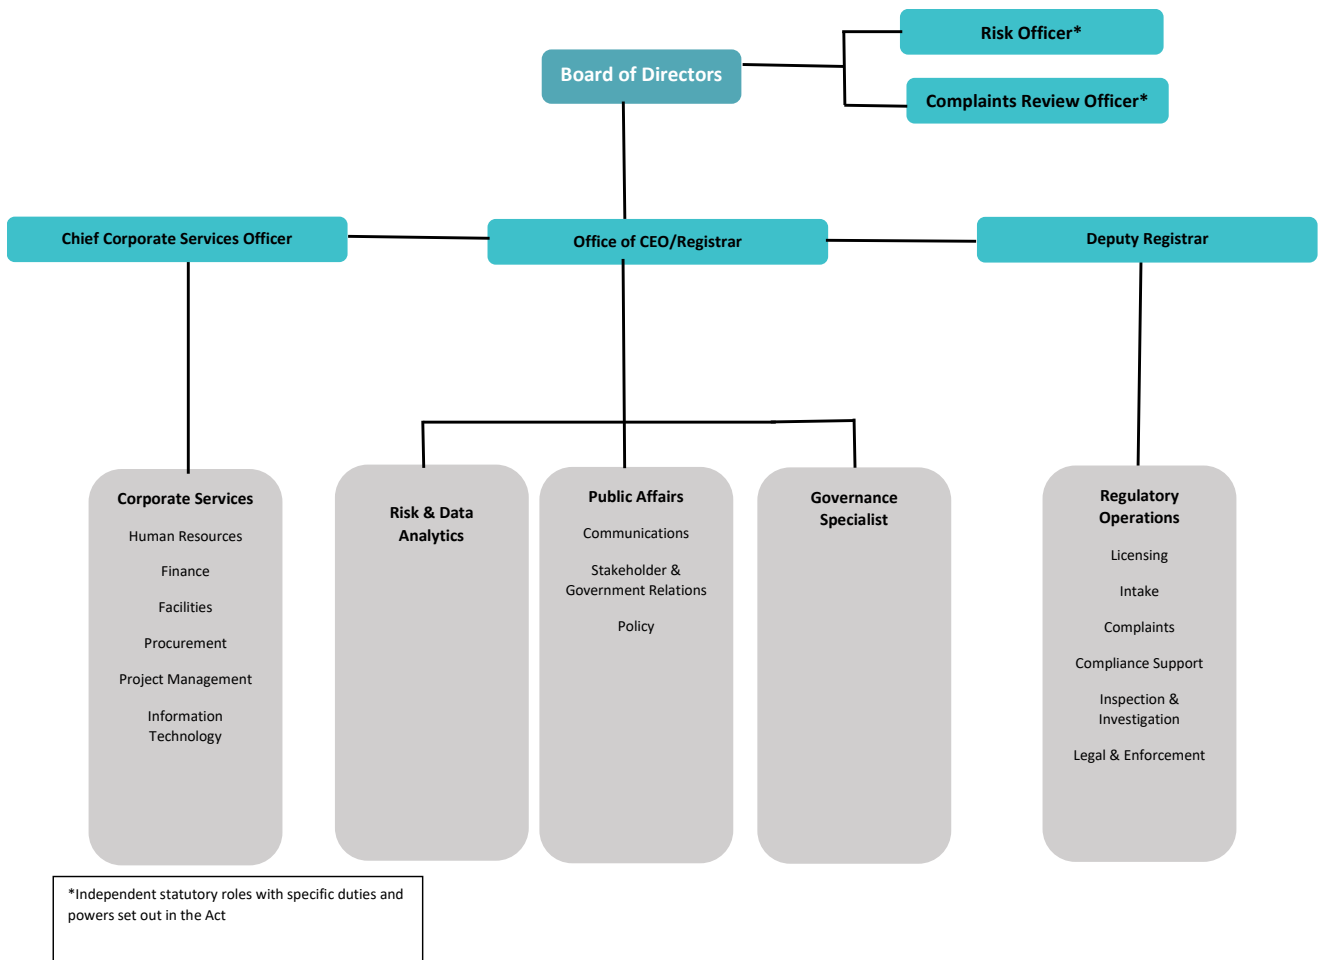 Risk Officer*
Board of Directors
Complaints Review Officer*
Chief Corporate Services Officer
Office of CEO/Registrar
Deputy Registrar
Corporate Services
Human Resources
Finance
Facilities
Procurement
Project Management
Information
Technology
Risk & Data
Analytics
Public Affairs
Communications
Stakeholder &
Government Relations
Policy
Governance
Specialist
Regulatory
Operations
Licensing
Intake
Complaints
Compliance Support
Inspection &
Investigation
Legal & Enforcement
*Independent statutory roles with specific duties and
powers set out in the Act